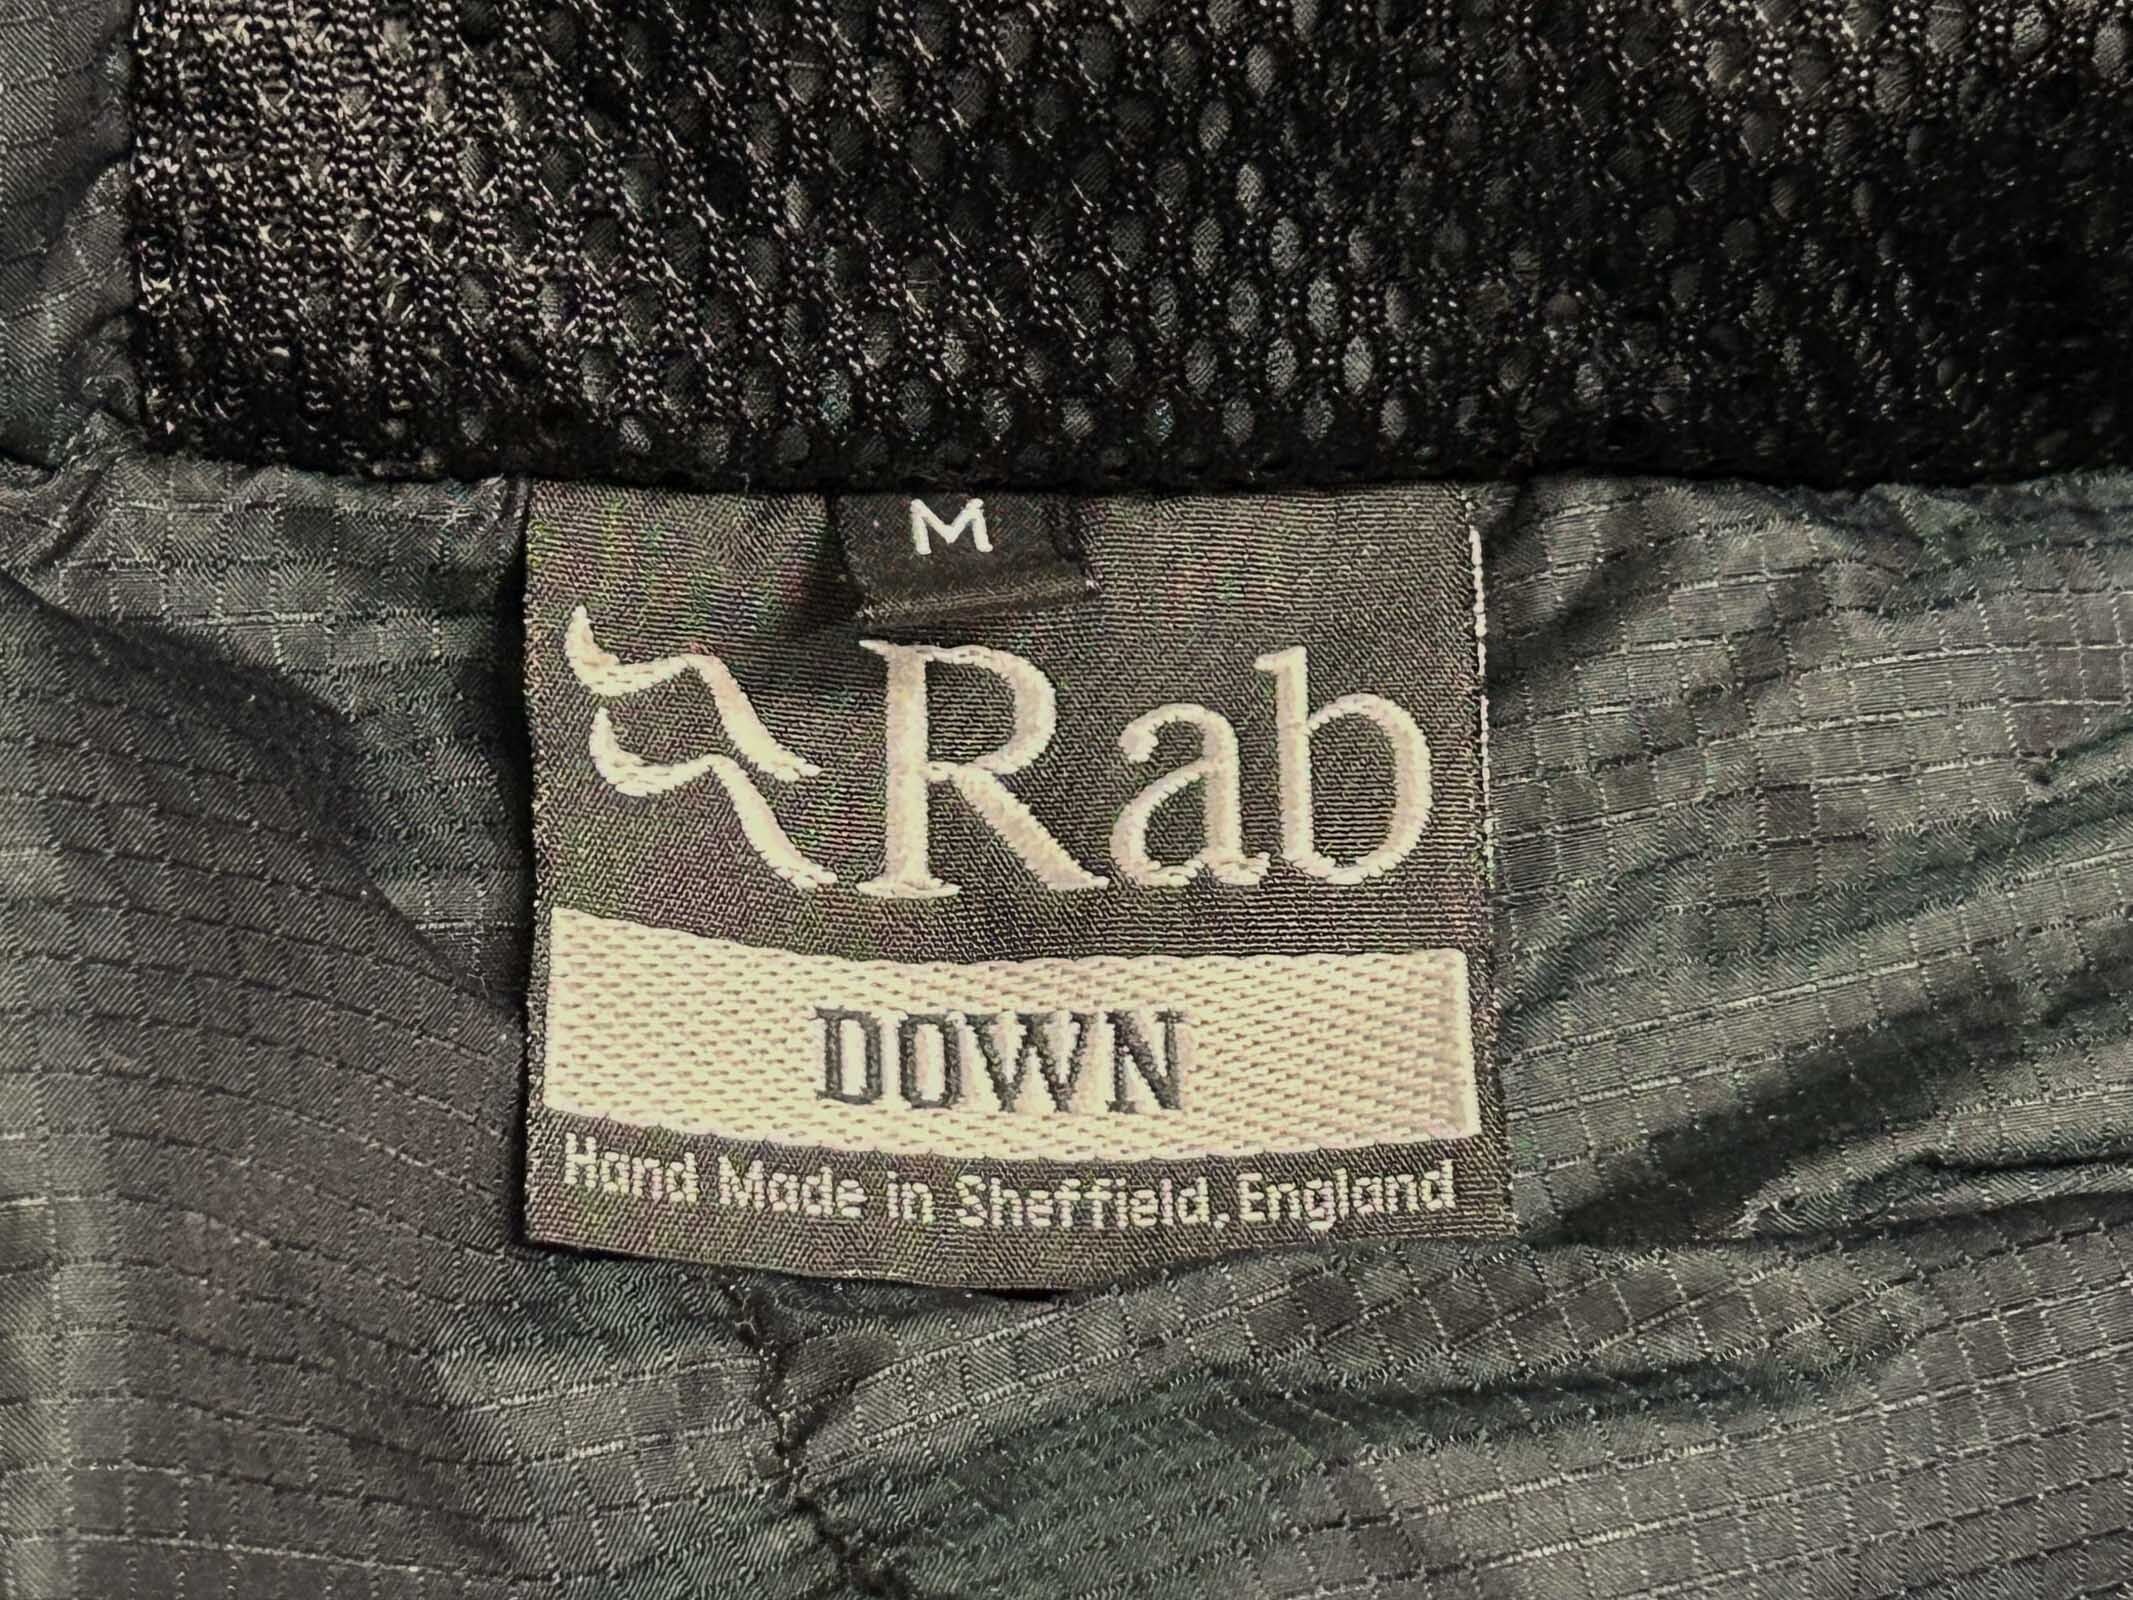 M
Rab
DOWN
Hand Made in Sheffield, England